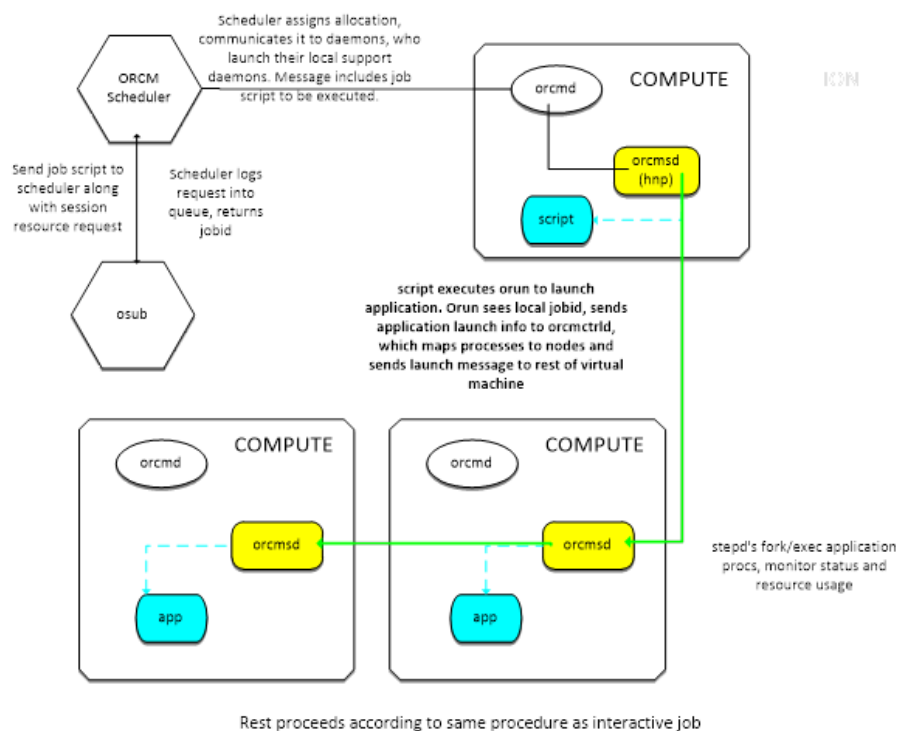 Scheduler assigns allocation,
communicates it to daemons, who
launch their local support
daemons. Message includes job
script to be executed.
ORCM
Scheduler
Send job script to
scheduler along
with session
resource request
Scheduler logs
request into
queue, returns
jobid
osub
COMPUTE
orcmd
orcmsd
(hnp)
script
script executes orun to launch
application. Orun sees local jobid, sends
application launch info to orcmctrld,
which maps processes to nodes and
sends launch message to rest of virtual
machine
COMPUTE
orcmd
orcmsd
app
COMPUTE
orcmd
orcmsd
app
stepd's fork/exec application
procs, monitor status and
resource usage
Rest proceeds according to same procedure as interactive job